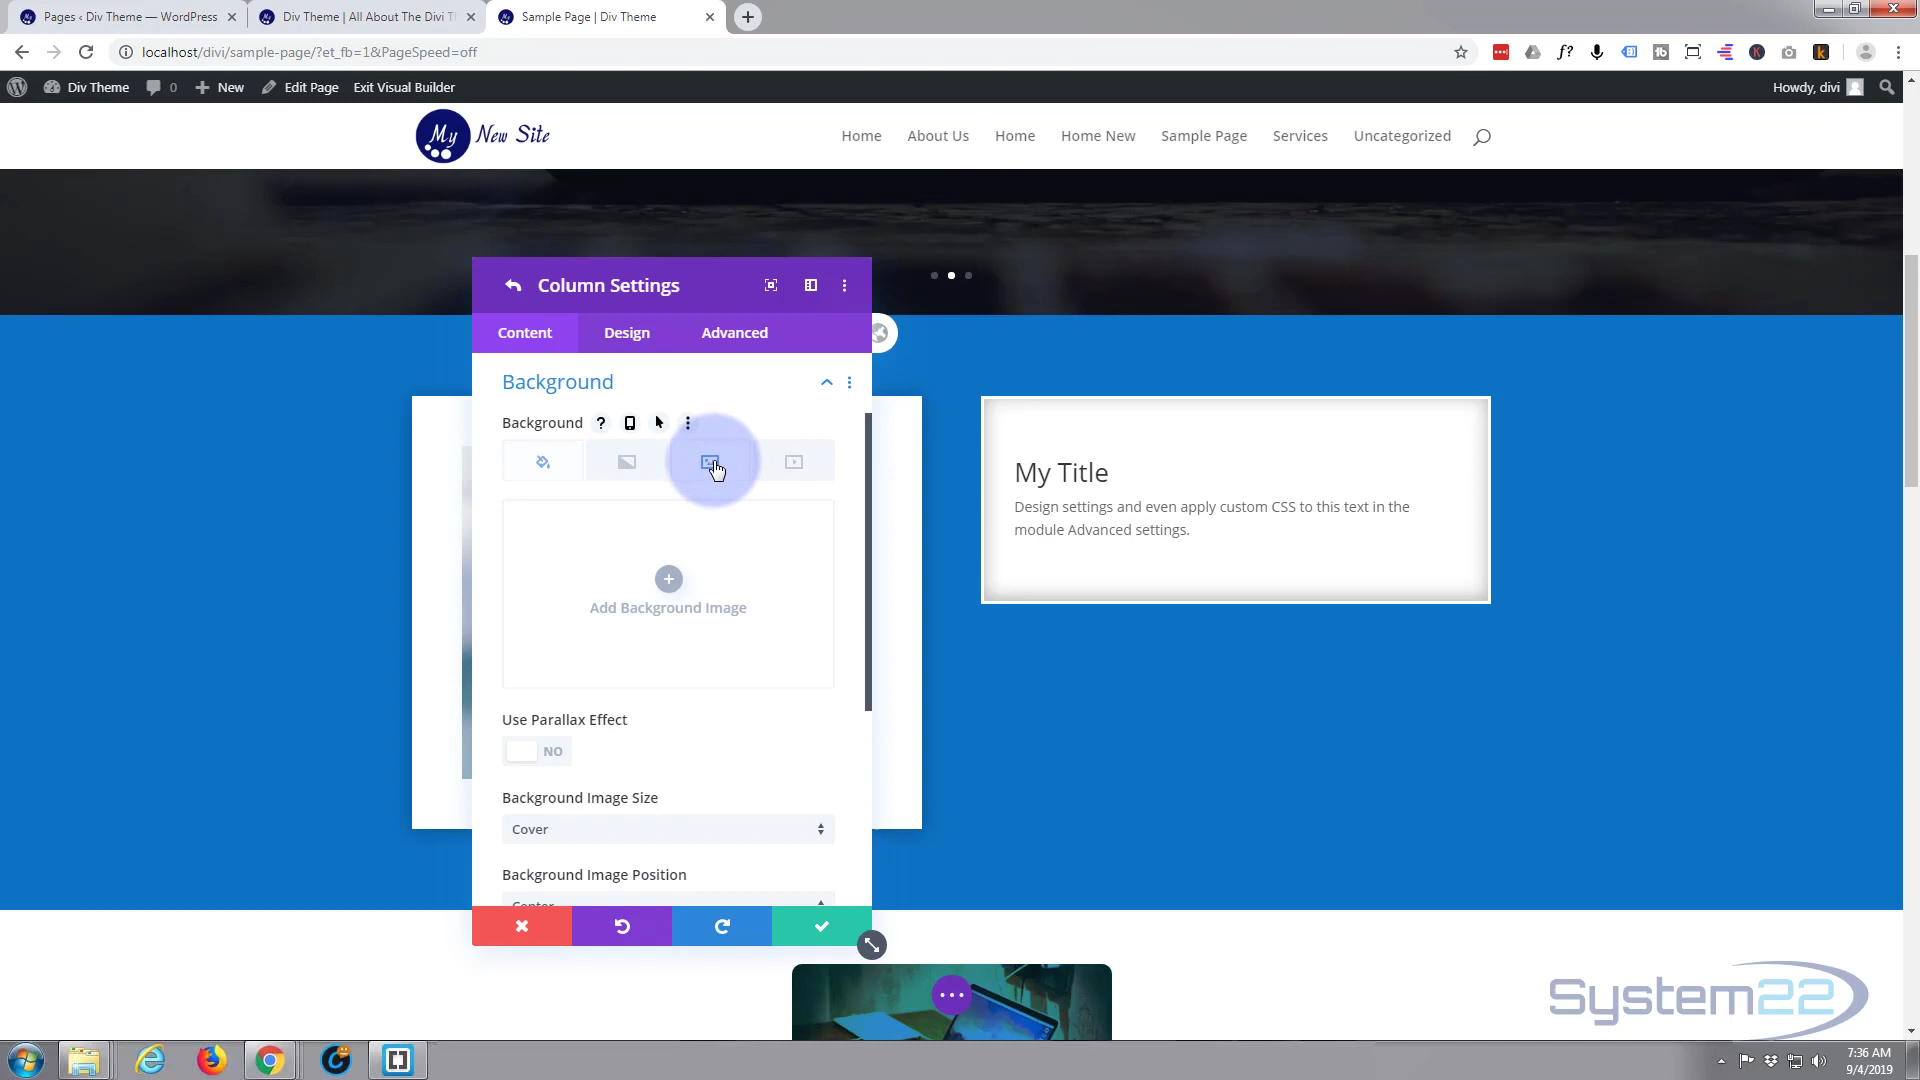 Pages ‹ Div Theme — WordPress
Div Theme | All About The Divi Th
Sample Page | Div Theme
localhost/divi/sample-page/?et_fb=1&PageSpeed=off
Div Theme
0
New
Edit Page
Exit Visual Builder
Howdy, divi
My New Site
Home
About Us
Home
Home New
Sample Page
Services
Uncategorized
Column Settings
Content
Design
Advanced
Background
Background
Add Background Image
Use Parallax Effect
NO
Background Image Size
Cover
Background Image Position
Center
My Title
Design settings and even apply custom CSS to this text in the
module Advanced settings.
System22
7:36 AM
9/4/2019